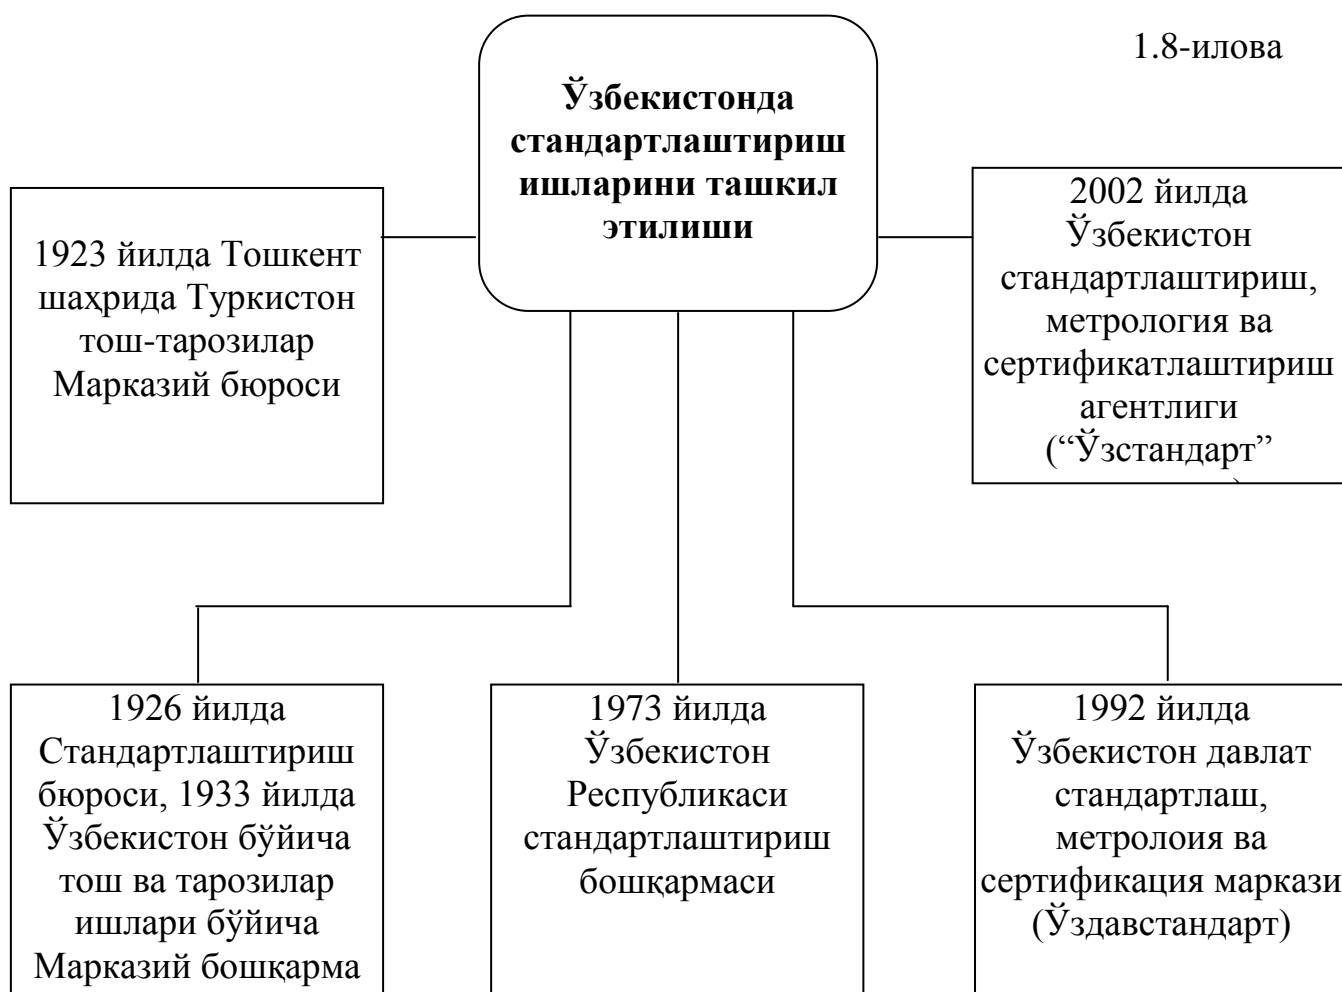 1.8-илова
Ўзбекистонда
стандартлаштириш
ишларини ташкил
этилиши
1923 йилда Тошкент
шаҳрида Туркистон
тош-тарозилар
Марказий бюроси
2002 йилда
Ўзбекистон
стандартлаштириш,
метрология ва
сертификатлаштириш
агентлиги
(“Ўзстандарт”
1926 йилда
Стандартлаштириш
бюроси, 1933 йилда
Ўзбекистон бўйича
тош ва тарозилар
ишлари бўйича
Марказий бошқарма
1973 йилда
Ўзбекистон
Республикаси
стандартлаштириш
бошқармаси
1992 йилда
Ўзбекистон давлат
стандартлаш,
метролоия ва
сертификация маркази
(Ўздавстандарт)